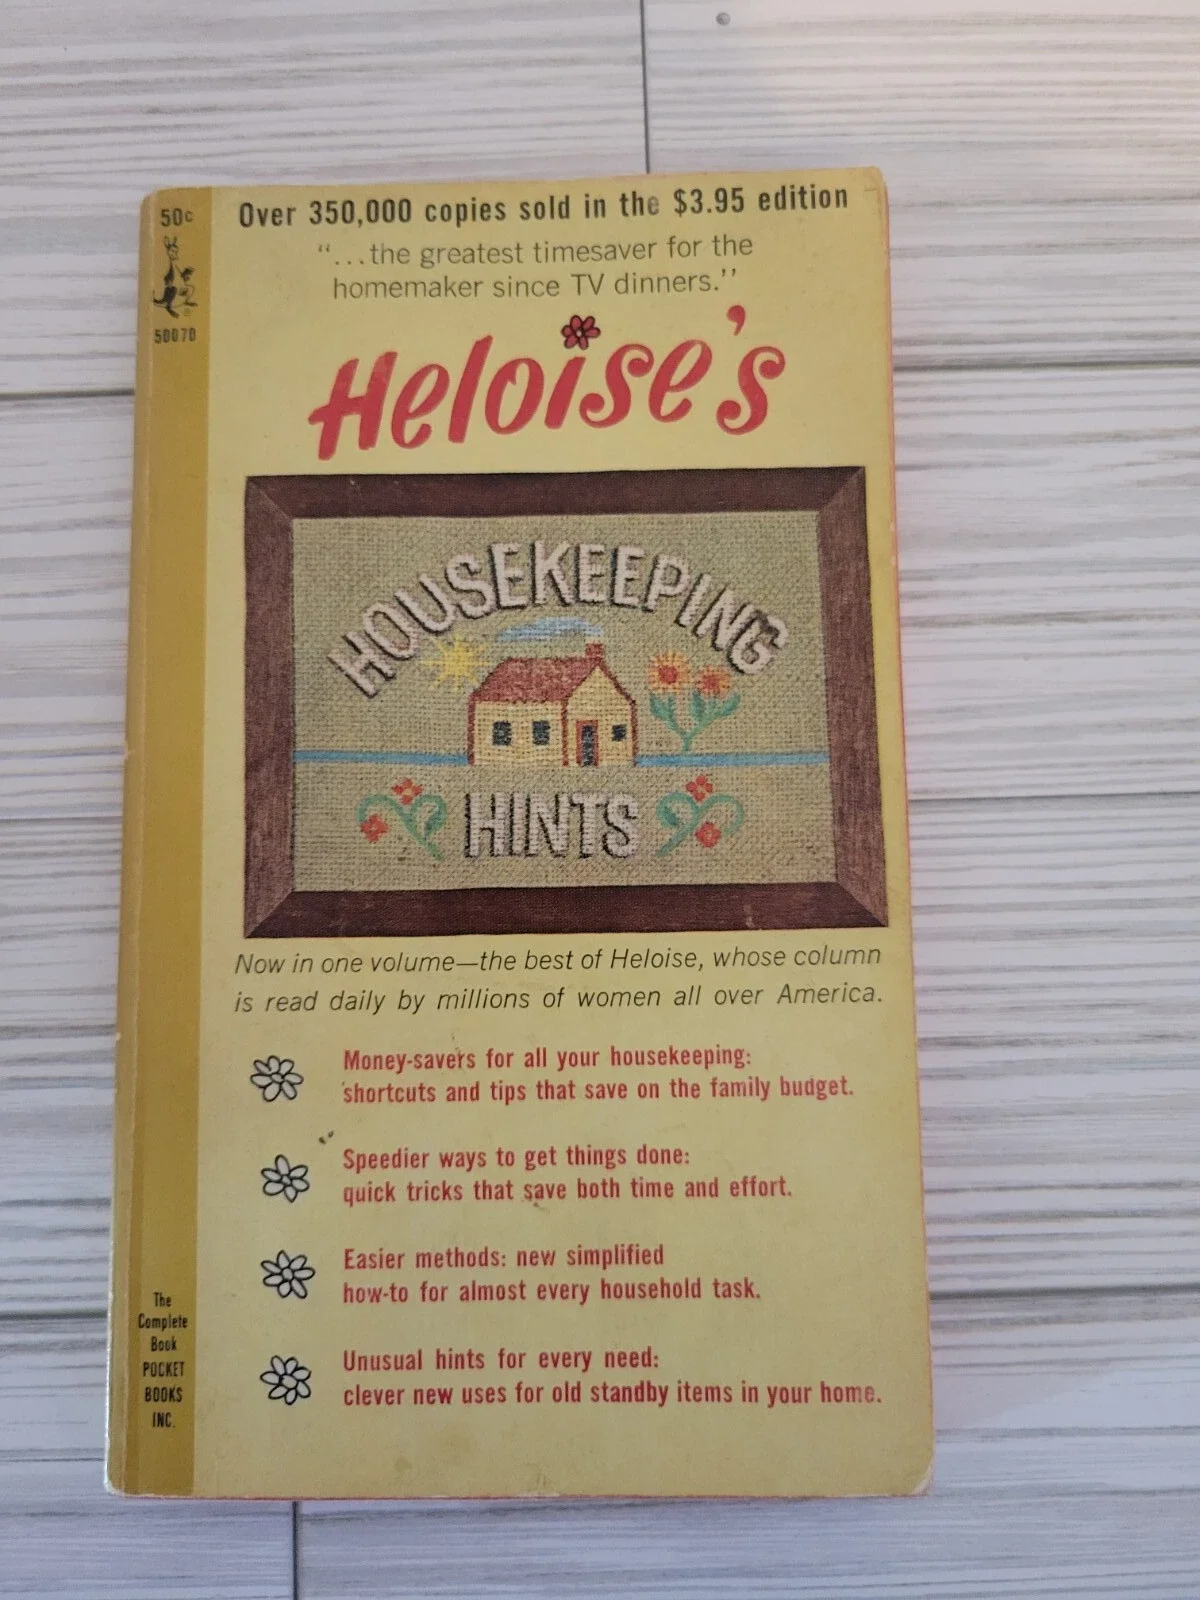 50c
50070
Over 350,000 copies sold in the $3.95 edition
“...the greatest timesaver for the
homemaker since TV dinners.”
Heloise's
HOUSEKEEPING
HINTS
Now in one volume—the best of Heloise, whose column
is read daily by millions of women all over America.
Money-savers for all your housekeeping:
shortcuts and tips that save on the family budget.
Speedier ways to get things done:
quick tricks that save both time and effort.
Easier methods: new simplified
how-to for almost every household task.
Unusual hints for every need:
clever new uses for old standby items in your home.
The
Complete
Book
POCKET
BOOKS
INC.